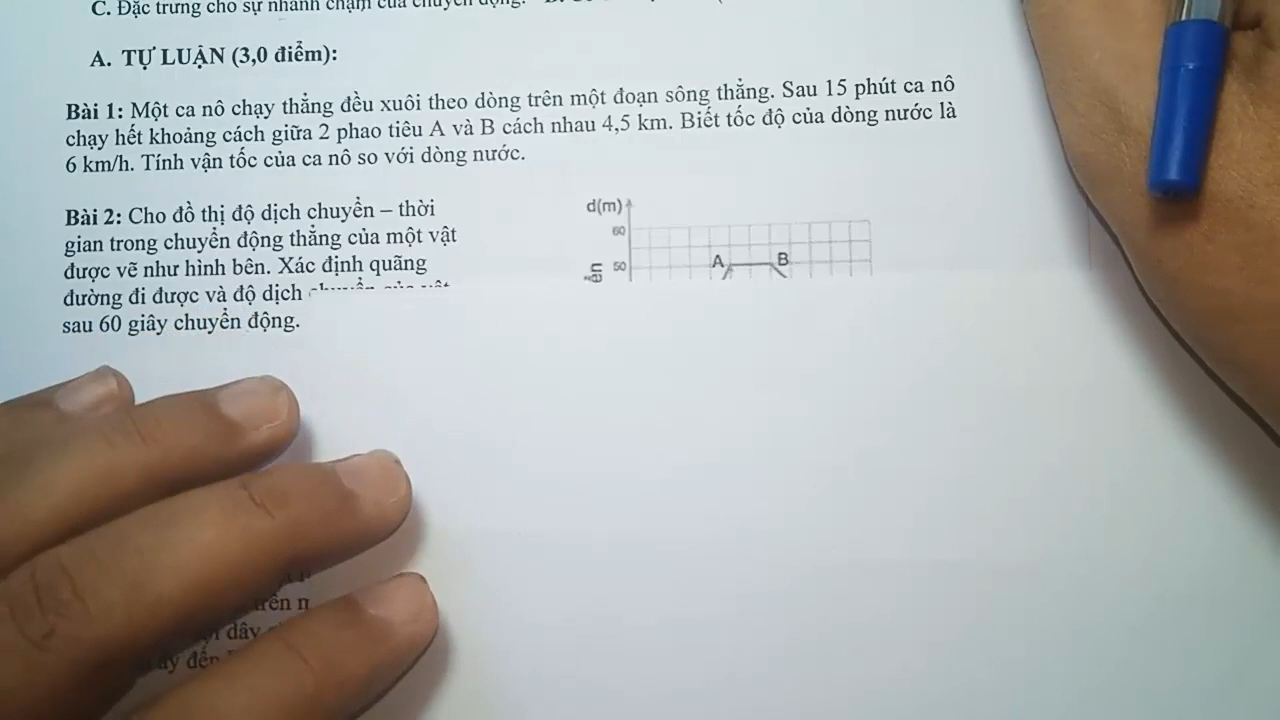 C. Đặc trưng cho sự nhanh chậm của chuyển động.
A. TỰ LUẬN (3,0 điểm):
Bài 1: Một ca nô chạy thẳng đều xuôi theo dòng trên một đoạn sông thẳng. Sau 15 phút ca nô
chạy hết khoảng cách giữa 2 phao tiêu A và B cách nhau 4,5 km. Biết tốc độ của dòng nước là
6 km/h. Tính vận tốc của ca nô so với dòng nước.
Bài 2: Cho đồ thị độ dịch chuyển – thời
gian trong chuyển động thẳng của một vật
được vẽ như hình bên. Xác định quãng
đường đi được và độ dịch
sau 60 giây chuyển động.
d(m)
60
50
A B
dây
đến